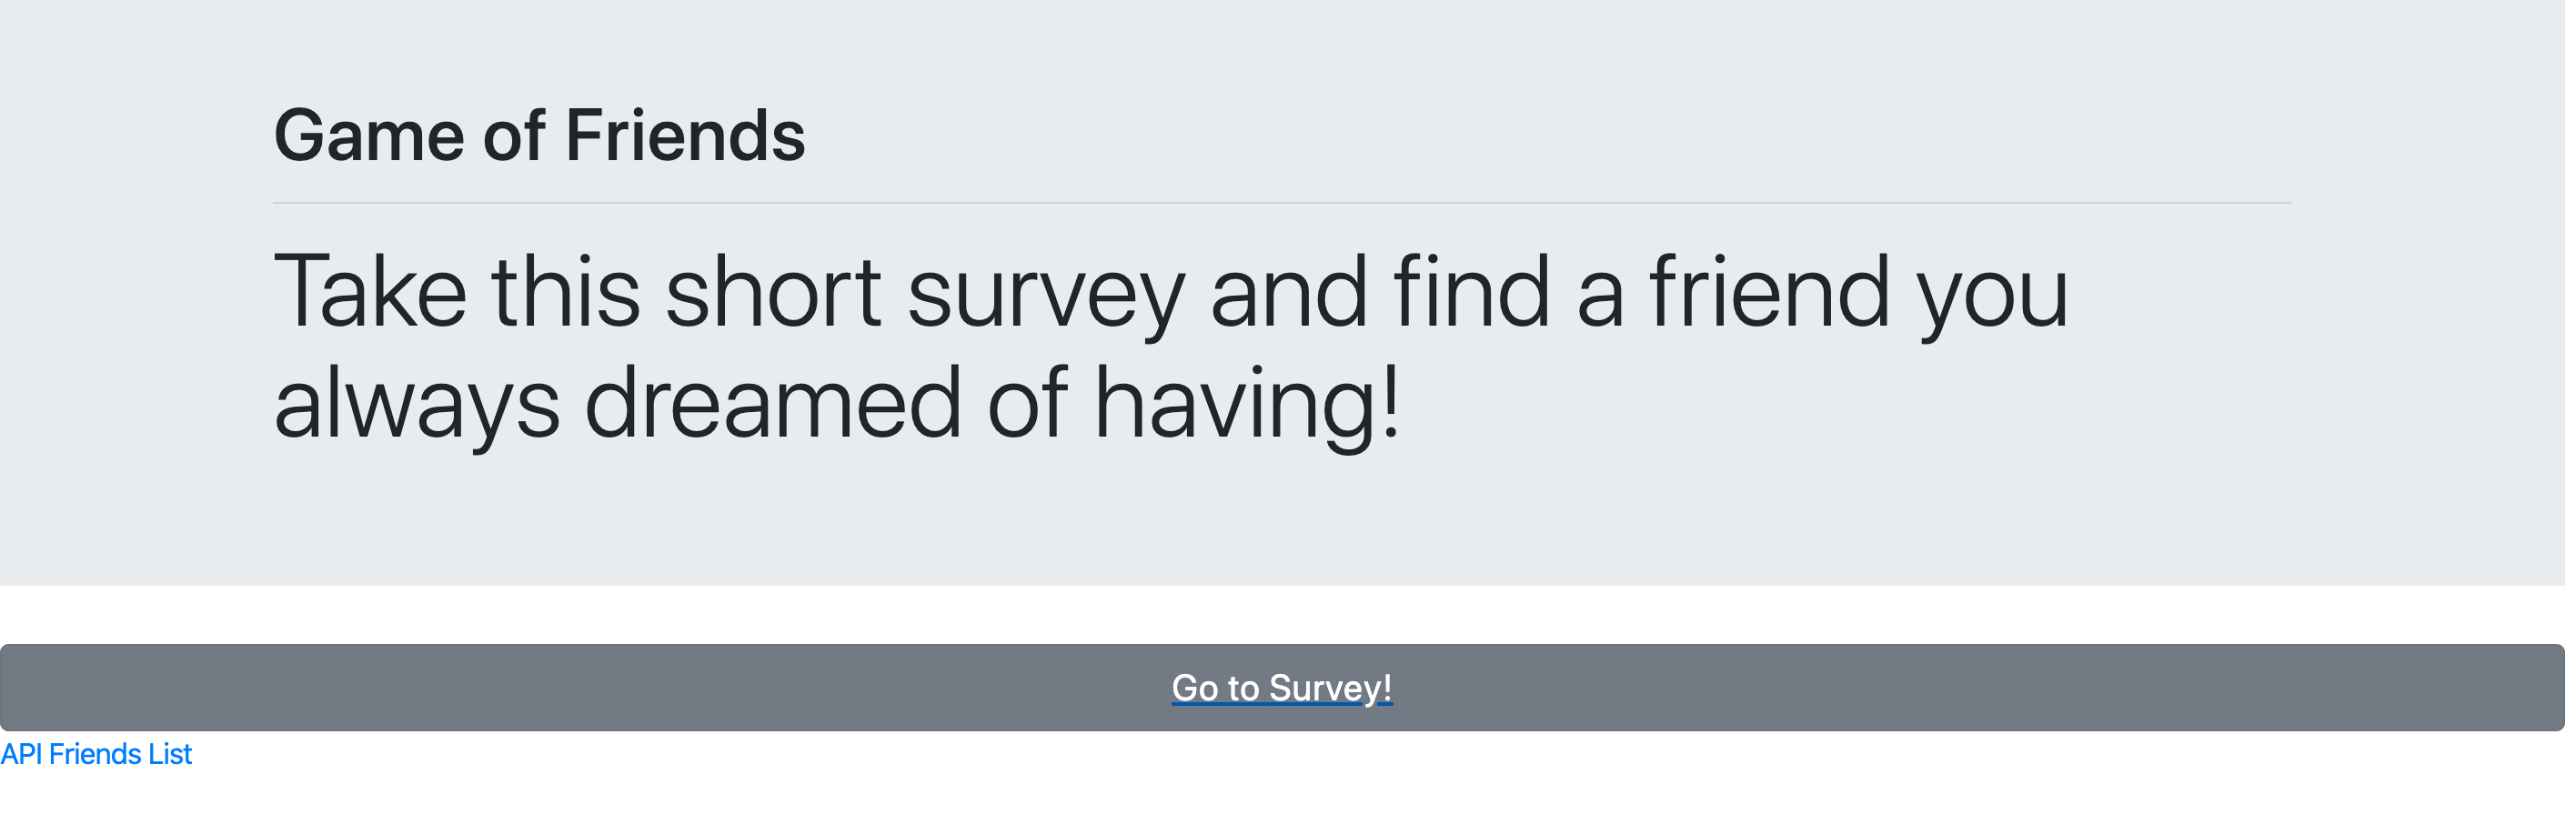 Game of Friends
Take this short survey and find a friend you
always dreamed of having!
Go to Survey!
API Friends List